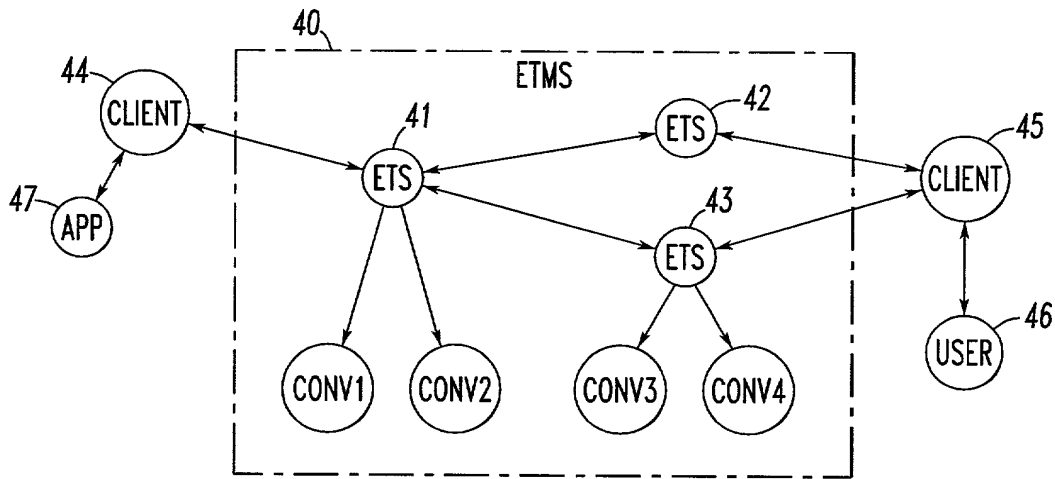 40
ETMS
44
CLIENT
41
ETS
42
ETS
45
CLIENT
47
APP
43
ETS
46
USER
CONV1
CONV2
CONV3
CONV4